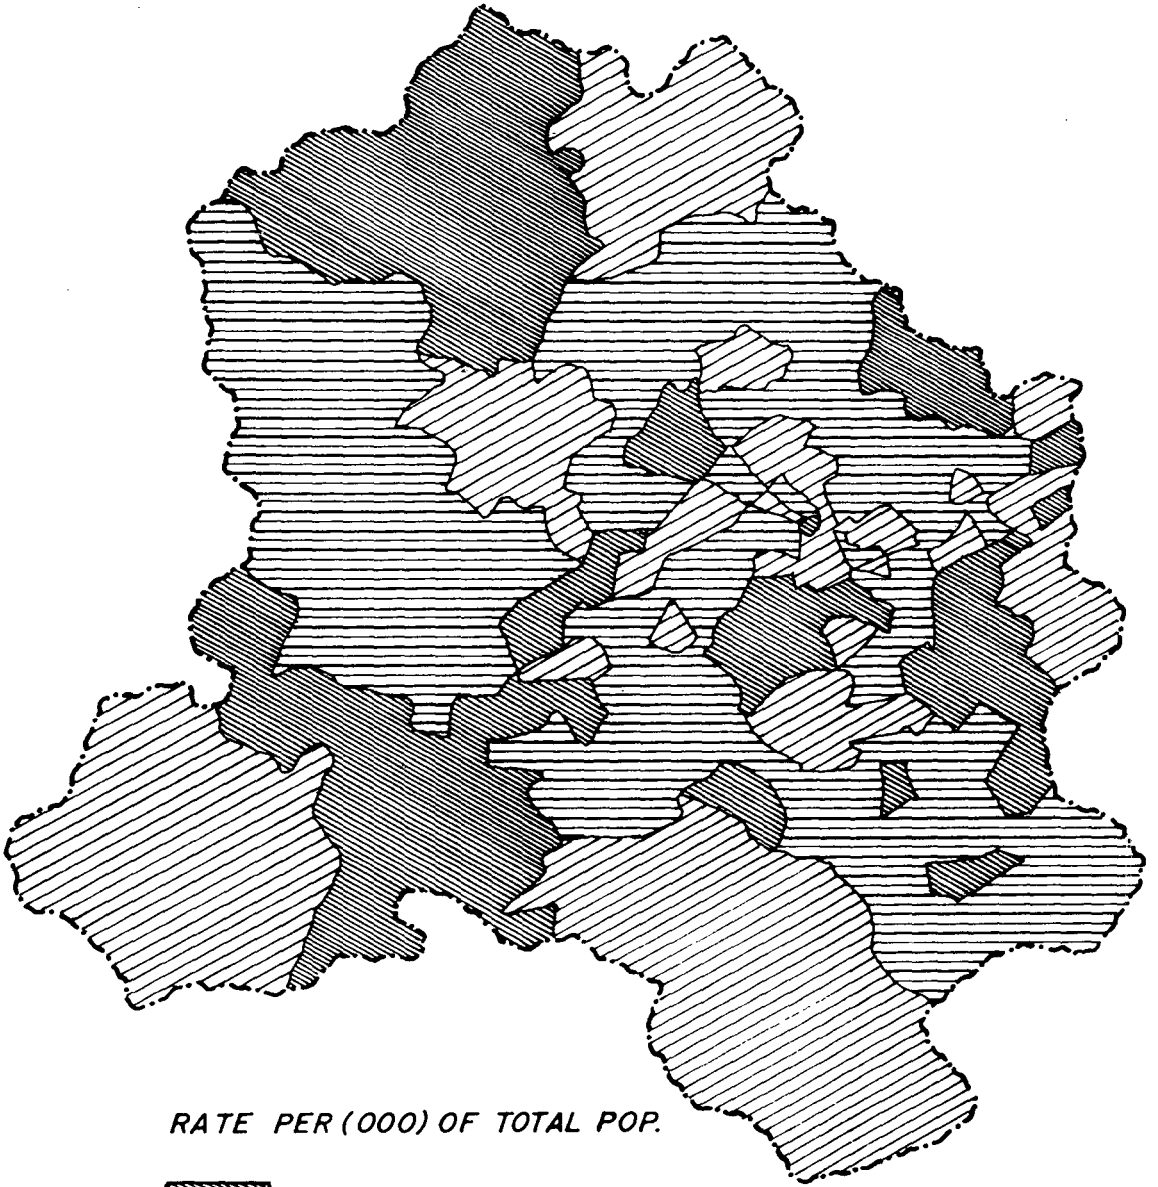 RATE PER (000) OF TOTAL POP.